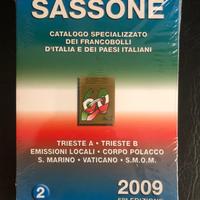 SASSONE
CATALOGO SPECIALIZZATO
DEI FRANCOBOLLI
D'ITALIA E DEI PAESI ITALIANI
TRIESTE A • TRIESTE B
EMISSIONI LOCALI • CORPO POLACCO
S. MARINO • VATICANO • S.M.O.M.
2
2009
EDIZIONE